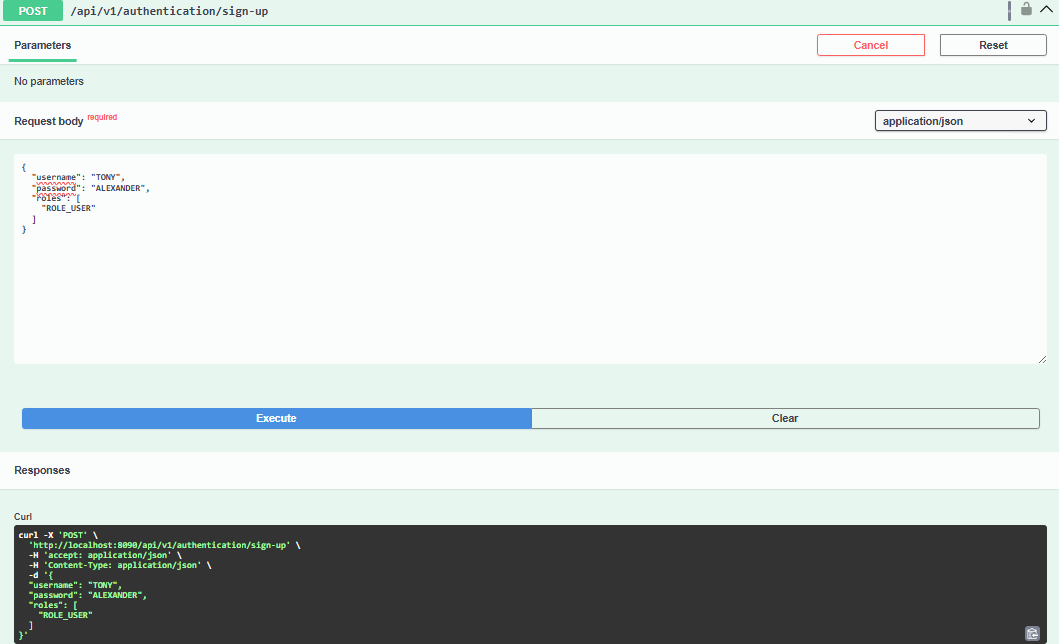 POST /api/v1/authentication/sign-up
Parameters
Cancel
Reset
No parameters
Request body required
application/json
{
  "username": "TONY",
  "password": "ALEXANDER",
  "roles": [
    "ROLE_USER"
  ]
}
Execute
Clear
Responses
Curl
curl -X 'POST' \
  'http://localhost:8090/api/v1/authentication/sign-up' \
  -H 'accept: application/json' \
  -H 'Content-Type: application/json' \
  -d '{
  "username": "TONY",
  "password": "ALEXANDER",
  "roles": [
    "ROLE_USER"
  ]
}'